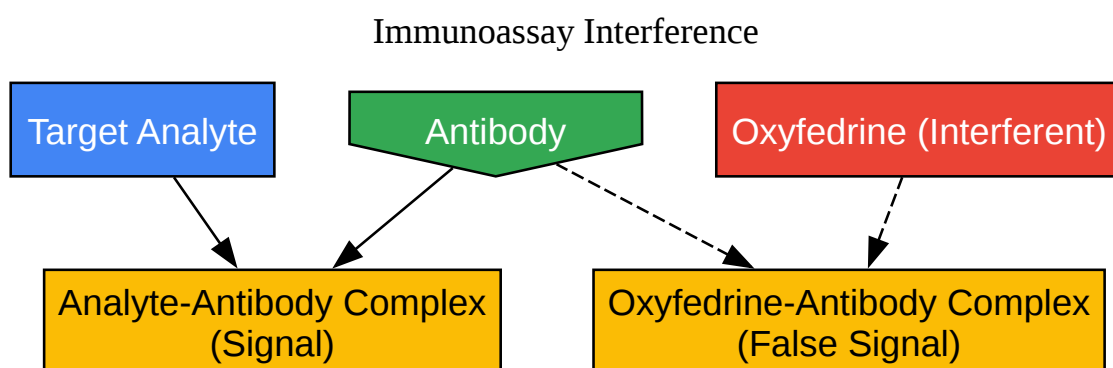 Immunoassay Interference
Target Analyte
Antibody
Oxyfedrine (Interferent)
Analyte-Antibody Complex
(Signal)
Oxyfedrine-Antibody Complex
(False Signal)